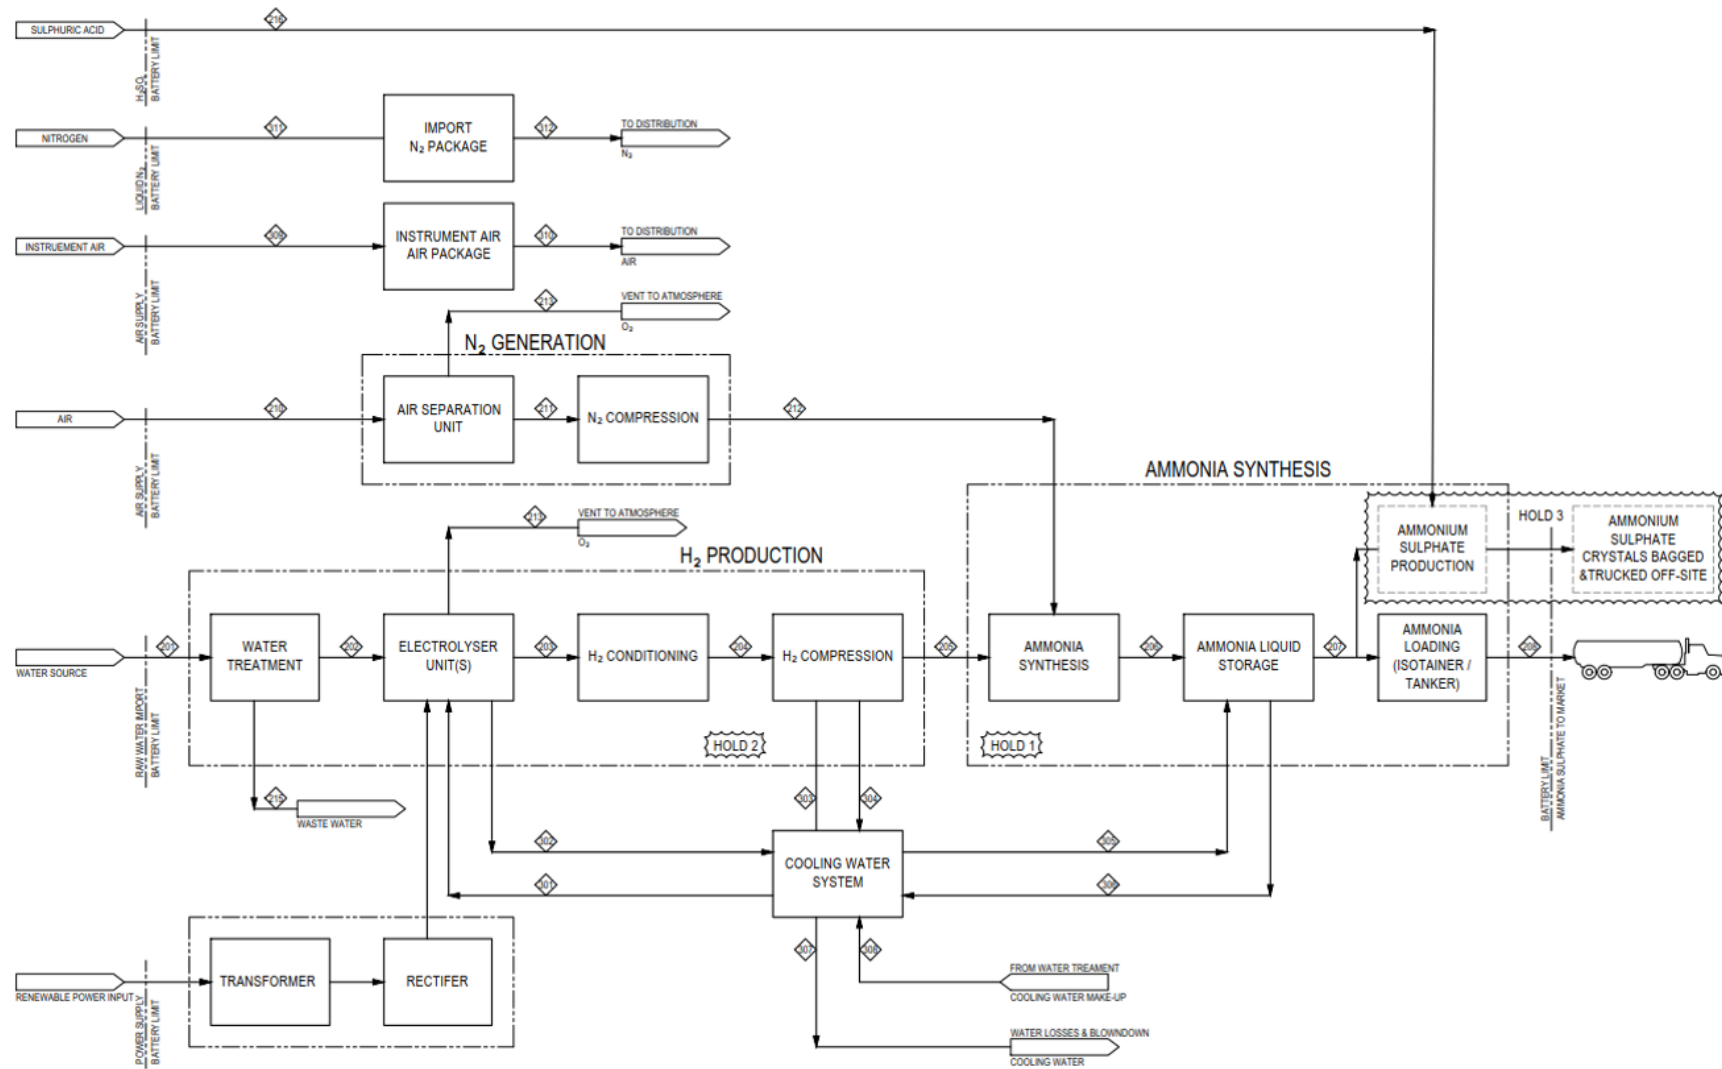 216
SULPHURIC ACID
H₂SO₄
BATTERY LIMIT
NITROGEN
311
IMPORT
N₂ PACKAGE
312
TO DISTRIBUTION
N₂
LIQUID N₂
BATTERY LIMIT
INSTRUEMENT AIR
309
INSTRUMENT AIR
AIR PACKAGE
310
TO DISTRIBUTION
AIR
AIR SUPPLY
BATTERY LIMIT
213
VENT TO ATMOSPHERE
O₂
N₂ GENERATION
AIR
210
AIR SEPARATION
UNIT
211
N₂ COMPRESSION
212
AIR SUPPLY
BATTERY LIMIT
AMMONIA SYNTHESIS
213
VENT TO ATMOSPHERE
O₂
HOLD 3
AMMONIUM
SULPHATE
PRODUCTION
AMMONIUM
SULPHATE
CRYSTALS BAGGED
&TRUCKED OFF-SITE
H₂ PRODUCTION
WATER SOURCE
201
WATER
TREATMENT
202
ELECTROLYSER
UNIT(S)
203
H₂ CONDITIONING
204
H₂ COMPRESSION
205
AMMONIA
SYNTHESIS
206
AMMONIA LIQUID
STORAGE
207
AMMONIA
LOADING
(ISOTAINER /
TANKER)
208
RAW WATER IMPORT
BATTERY LIMIT
HOLD 2
HOLD 1
BATTERY LIMIT
AMMONIA SULPHATE TO MARKET
215
WASTE WATER
303
304
302
301
COOLING WATER
SYSTEM
305
306
307
308
FROM WATER TREAMENT
COOLING WATER MAKE-UP
WATER LOSSES & BLOWNDOWN
COOLING WATER
RENEWABLE POWER INPUT
POWER SUPPLY
BATTERY LIMIT
TRANSFORMER
RECTIFER